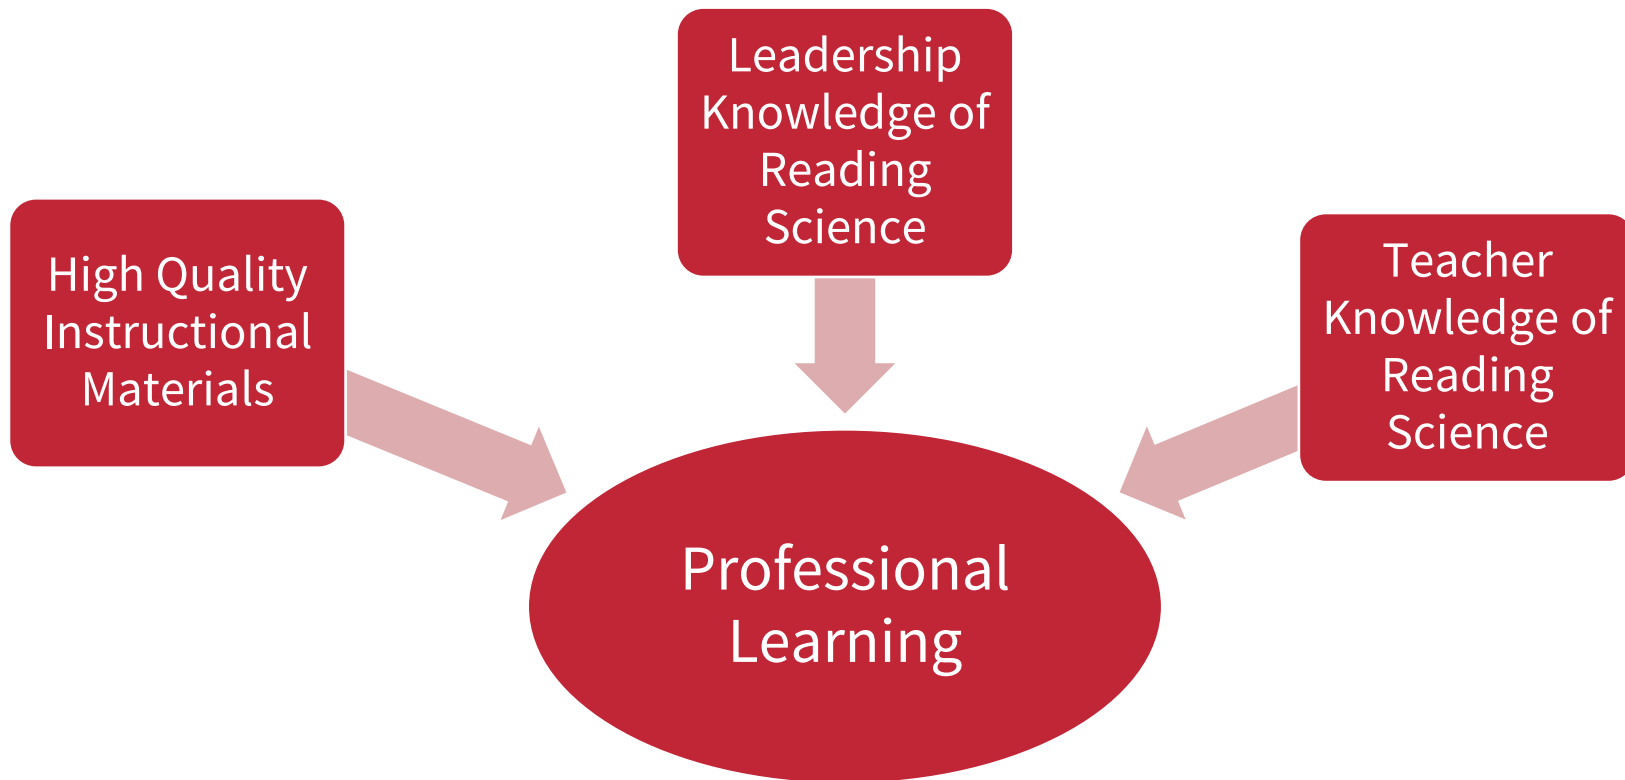 Leadership
Knowledge of
Reading
Science
High Quality
Instructional
Materials
Teacher
Knowledge of
Reading
Science
Professional
Learning